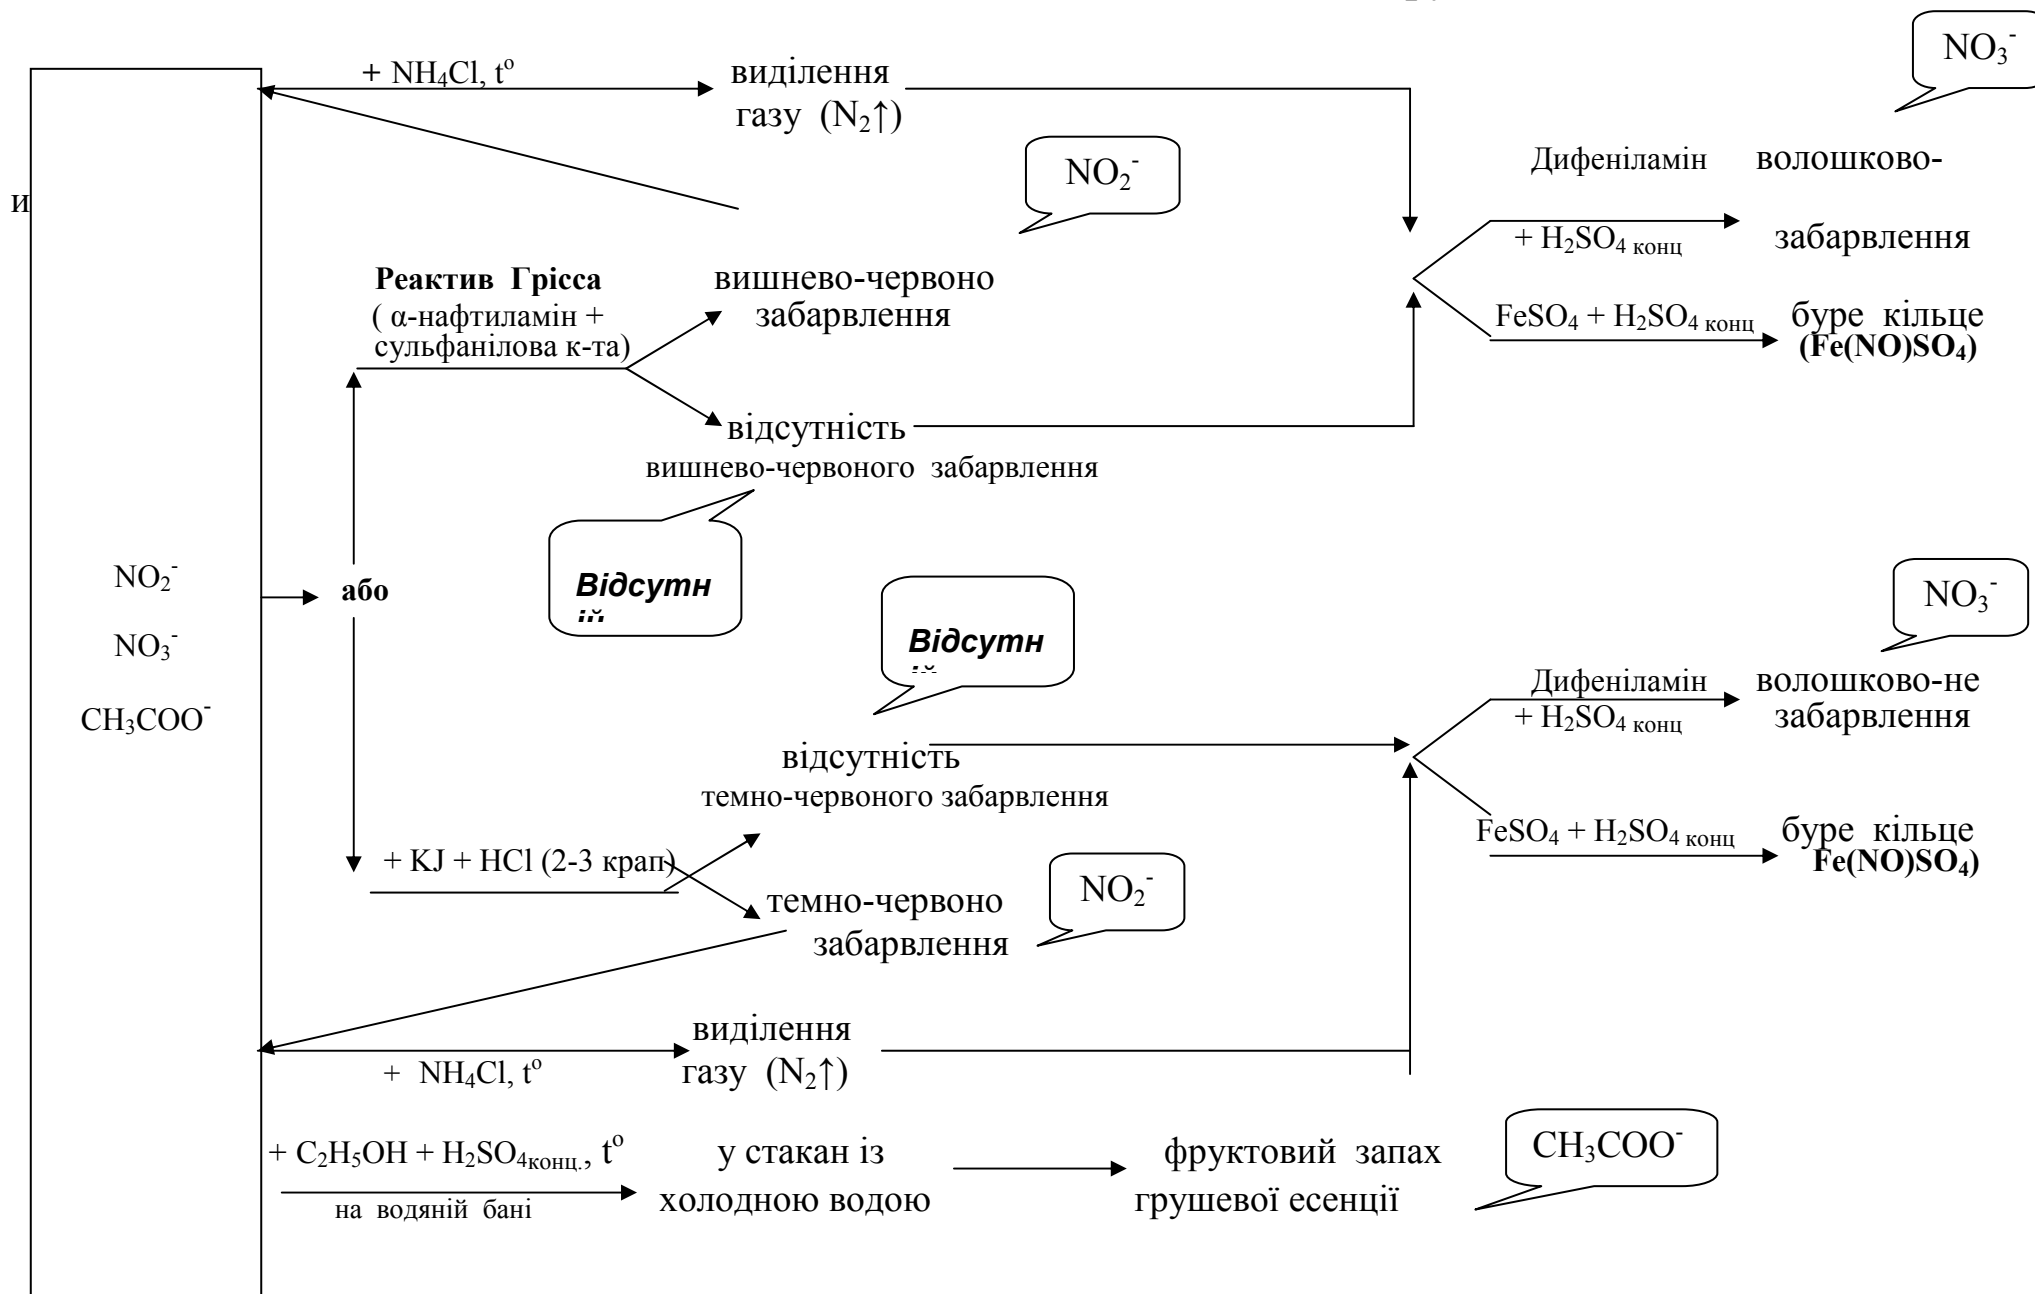 NO₃⁻
+ NH₄Cl, tº
виділення
газу (N₂↑)
NO₂⁻
Дифеніламін волошково-
+ H₂SO₄ конц
забарвлення
и
Реактив Грісса
( α-нафтиламін +
сульфанілова к-та)
вишнево-червоно
забарвлення
FeSO₄ + H₂SO₄ конц
буре кільце
(Fe(NO)SO₄)
відсутність
вишнево-червоного забарвлення
Відсутн
ій
NO₂⁻
NO₃⁻
CH₃COO⁻
або
Відсутн
ій
NO₃⁻
Дифеніламін
+ H₂SO₄ конц
волошково-не
забарвлення
відсутність
темно-червоного забарвлення
+ KJ + HCl (2-3 крап)
FeSO₄ + H₂SO₄ конц
буре кільце
Fe(NO)SO₄)
темно-червоно
забарвлення
NO₂⁻
+ NH₄Cl, tº
виділення
газу (N₂↑)
+ C₂H₅OH + H₂SO₄конц., tº
на водяній бані
у стакан із
холодною водою
фруктовий запах
грушевої есенції
CH₃COO⁻